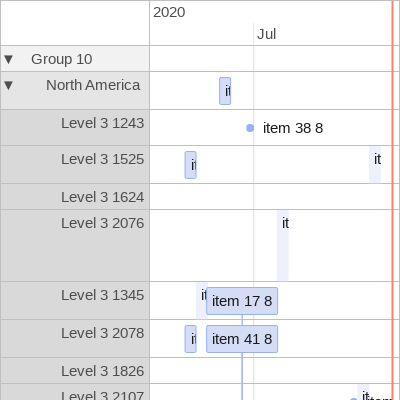 2020
Jul
▼ Group 10
▼ North America
it
Level 3 1243
item 38 8
Level 3 1525
it
it
Level 3 1624
Level 3 2076
it
Level 3 1345
it
item 17 8
Level 3 2078
it
item 41 8
Level 3 1826
Level 3 2107
it